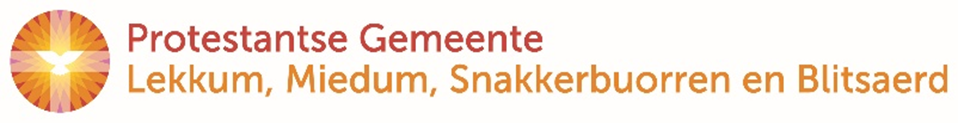 Protestantse Gemeente
Lekkum, Miedum, Snakkerbuorren en Blitsaerd